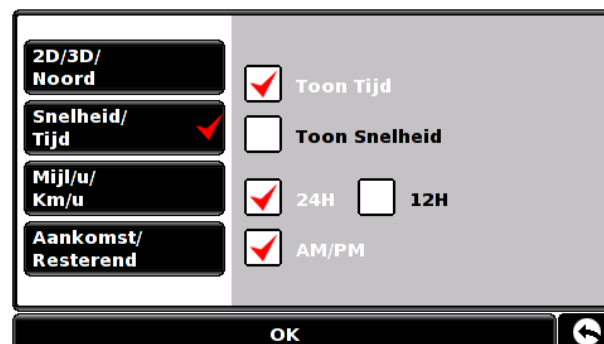 2D/3D/
Noord
Snelheid/
Tijd
Mijl/u/
Km/u
Aankomst/
Resterend
Toon Tijd
Toon Snelheid
24H 12H
AM/PM
OK